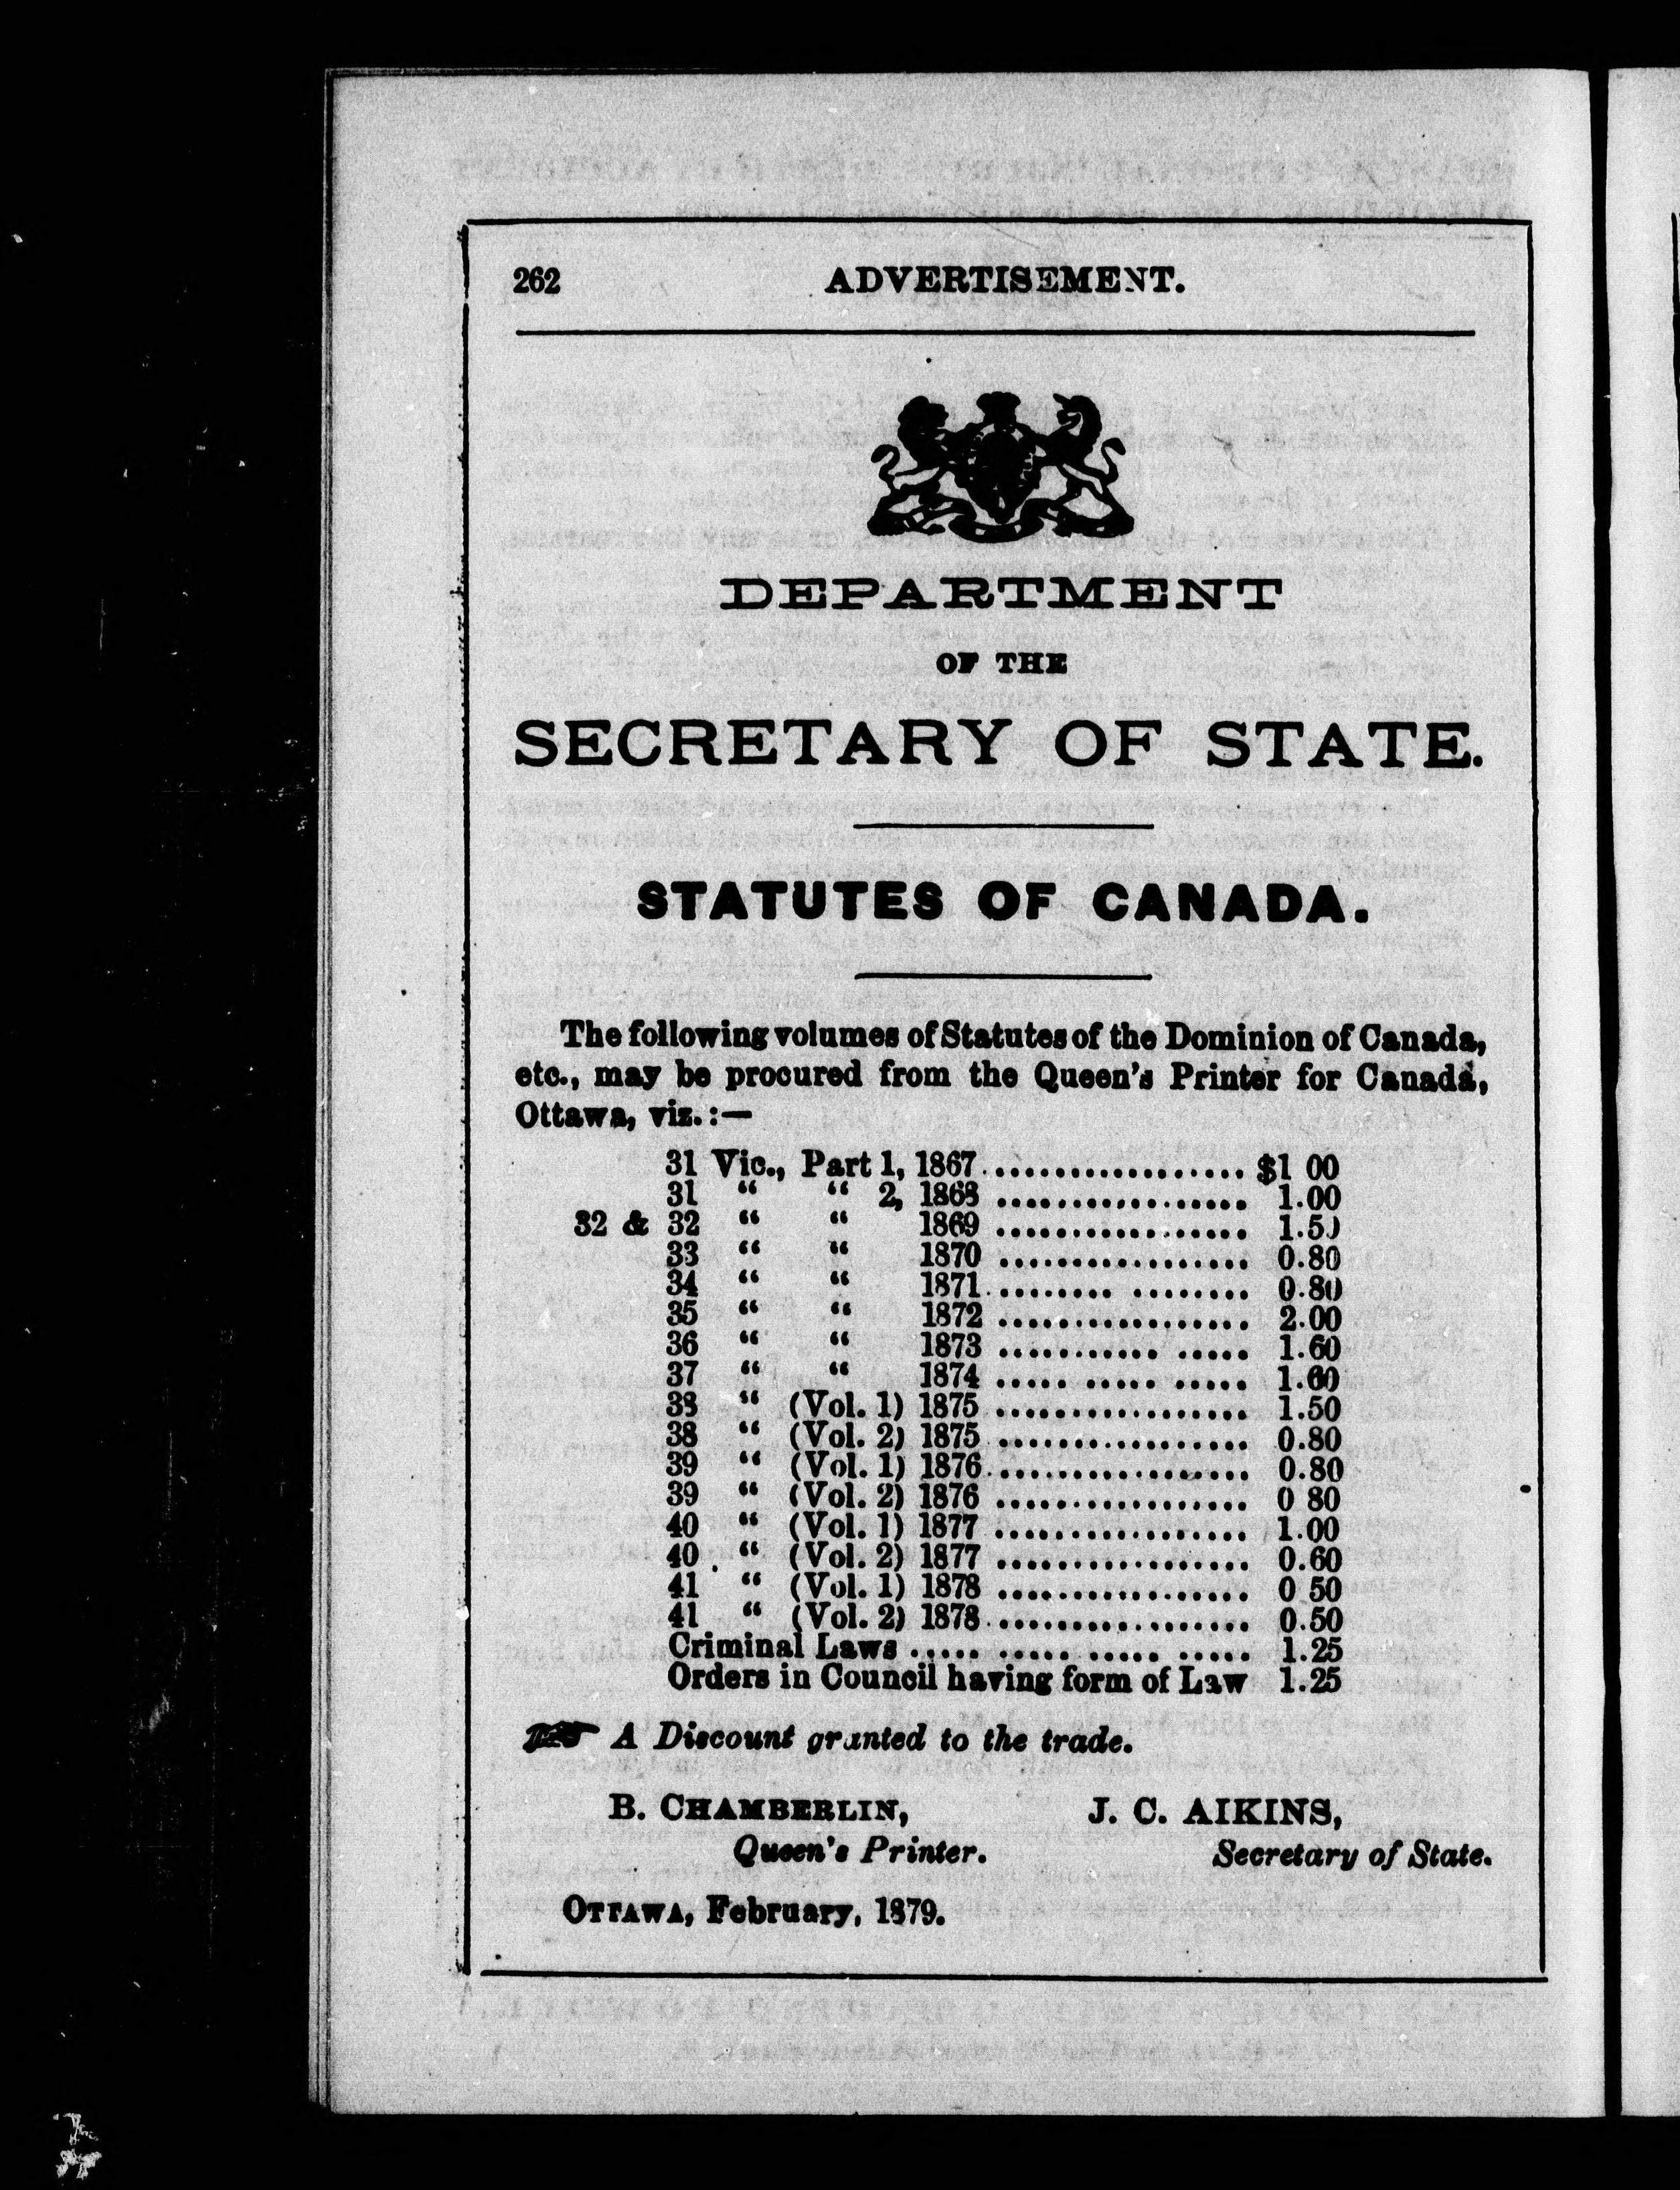 262 ADVERTISEMENT.
DEPARTMENT
OF THE
SECRETARY OF STATE.
STATUTES OF CANADA.
The following volumes of Statutes of the Dominion of Canada,
etc., may be procured from the Queen's Printer for Canada,
Ottawa, viz.:—
31 Vic., Part 1, 1867.................. $1 00
31 “ “ 2, 1868 .................. 1.00
32 & 32 “ “ 1869 .................. 1.50
33 “ “ 1870 .................. 0.80
34 “ “ 1871......... ........ 0.80
35 “ “ 1872 .................. 2.00
36 “ “ 1873 ........... ..... 1.60
37 “ “ 1874 ..... ..... ..... 1.60
38 “ (Vol. 1) 1875 .................. 1.50
38 “ (Vol. 2) 1875 .................. 0.80
39 “ (Vol. 1) 1876.................. 0.80
39 “ (Vol. 2) 1876 .................. 0 80
40 “ (Vol. 1) 1877 .................. 1.00
40 “ (Vol. 2) 1877 .................. 0.60
41 “ (Vol. 1) 1878 .................. 0 50
41 “ (Vol. 2) 1878.................. 0.50
Criminal Laws ..... ..... ..... ..... 1.25
Orders in Council having form of Law 1.25
A Discount granted to the trade.
B. CHAMBERLIN, J. C. AIKINS,
Queen's Printer. Secretary of State.
OTTAWA, February, 1879.